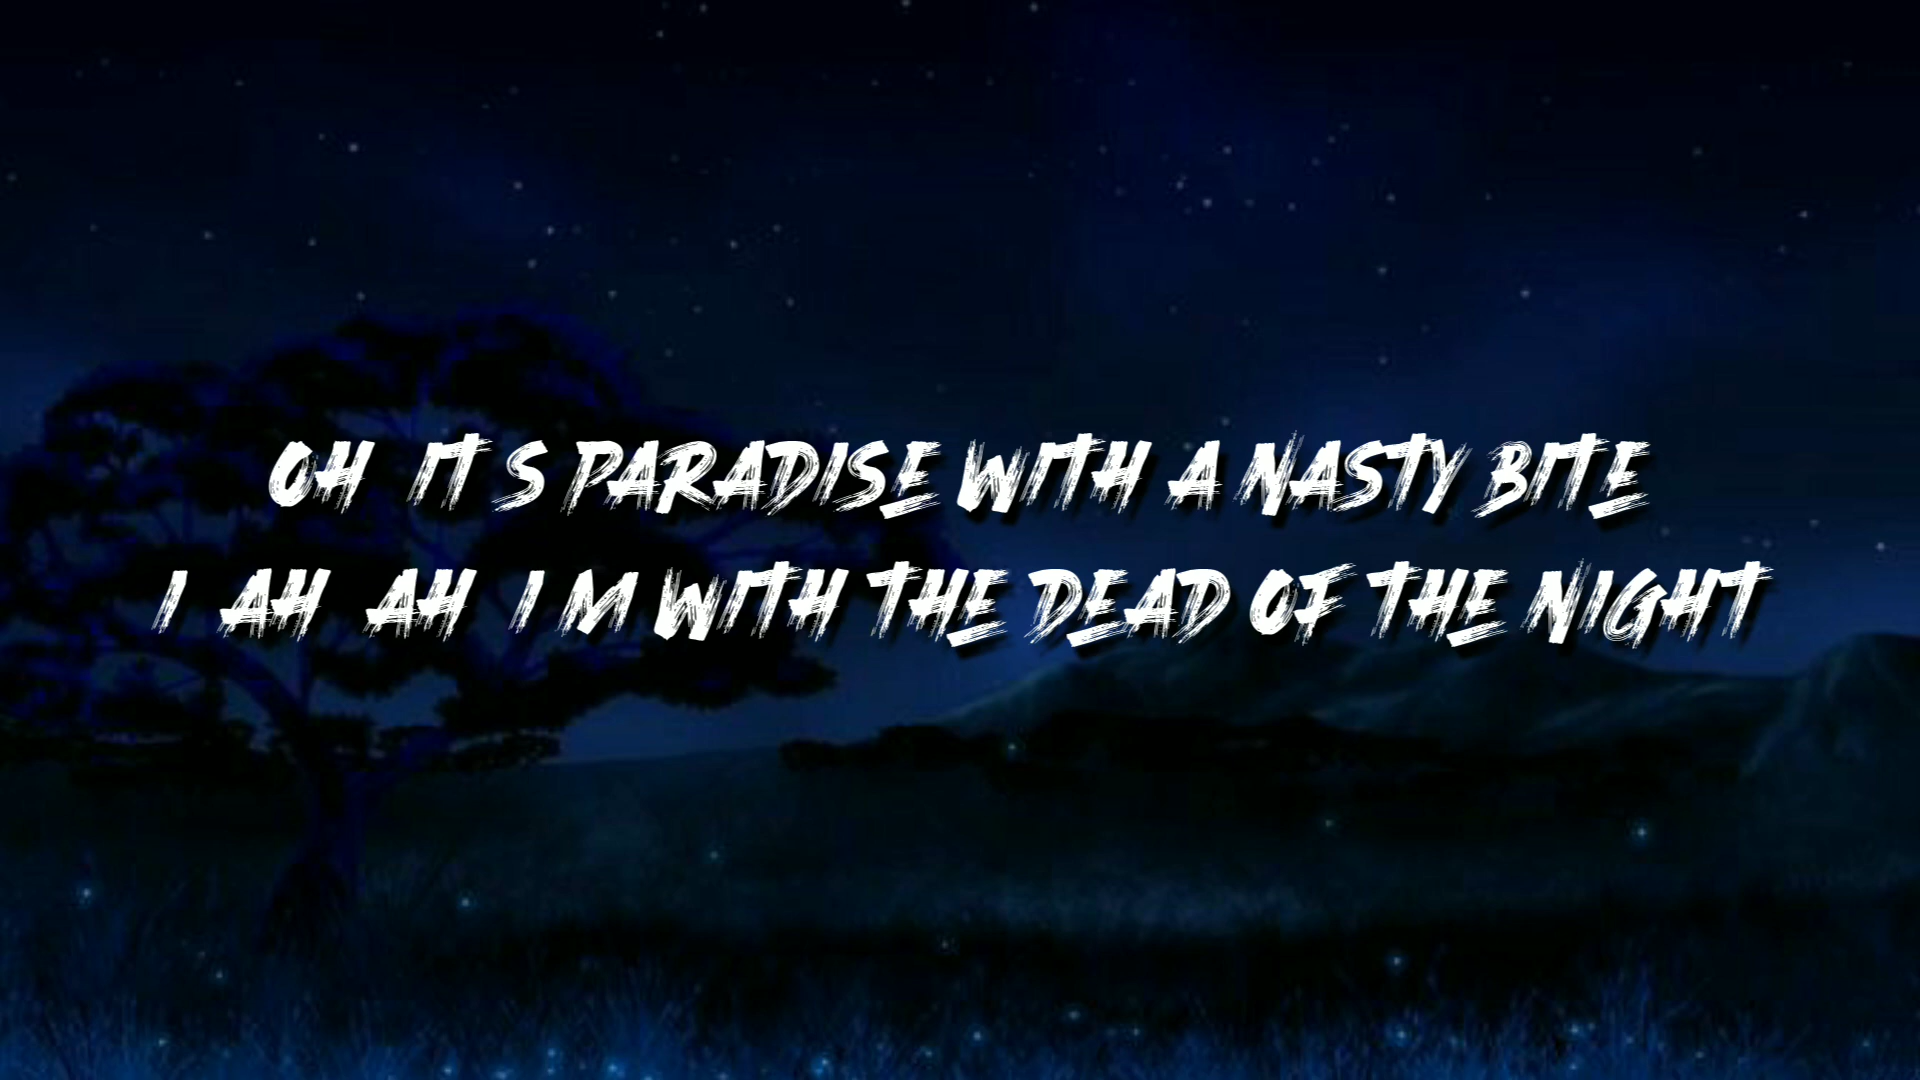 OH IT S PARADISE WITH A NASTY BITE
I AH AH I M WITH THE DEAD OF THE NIGHT